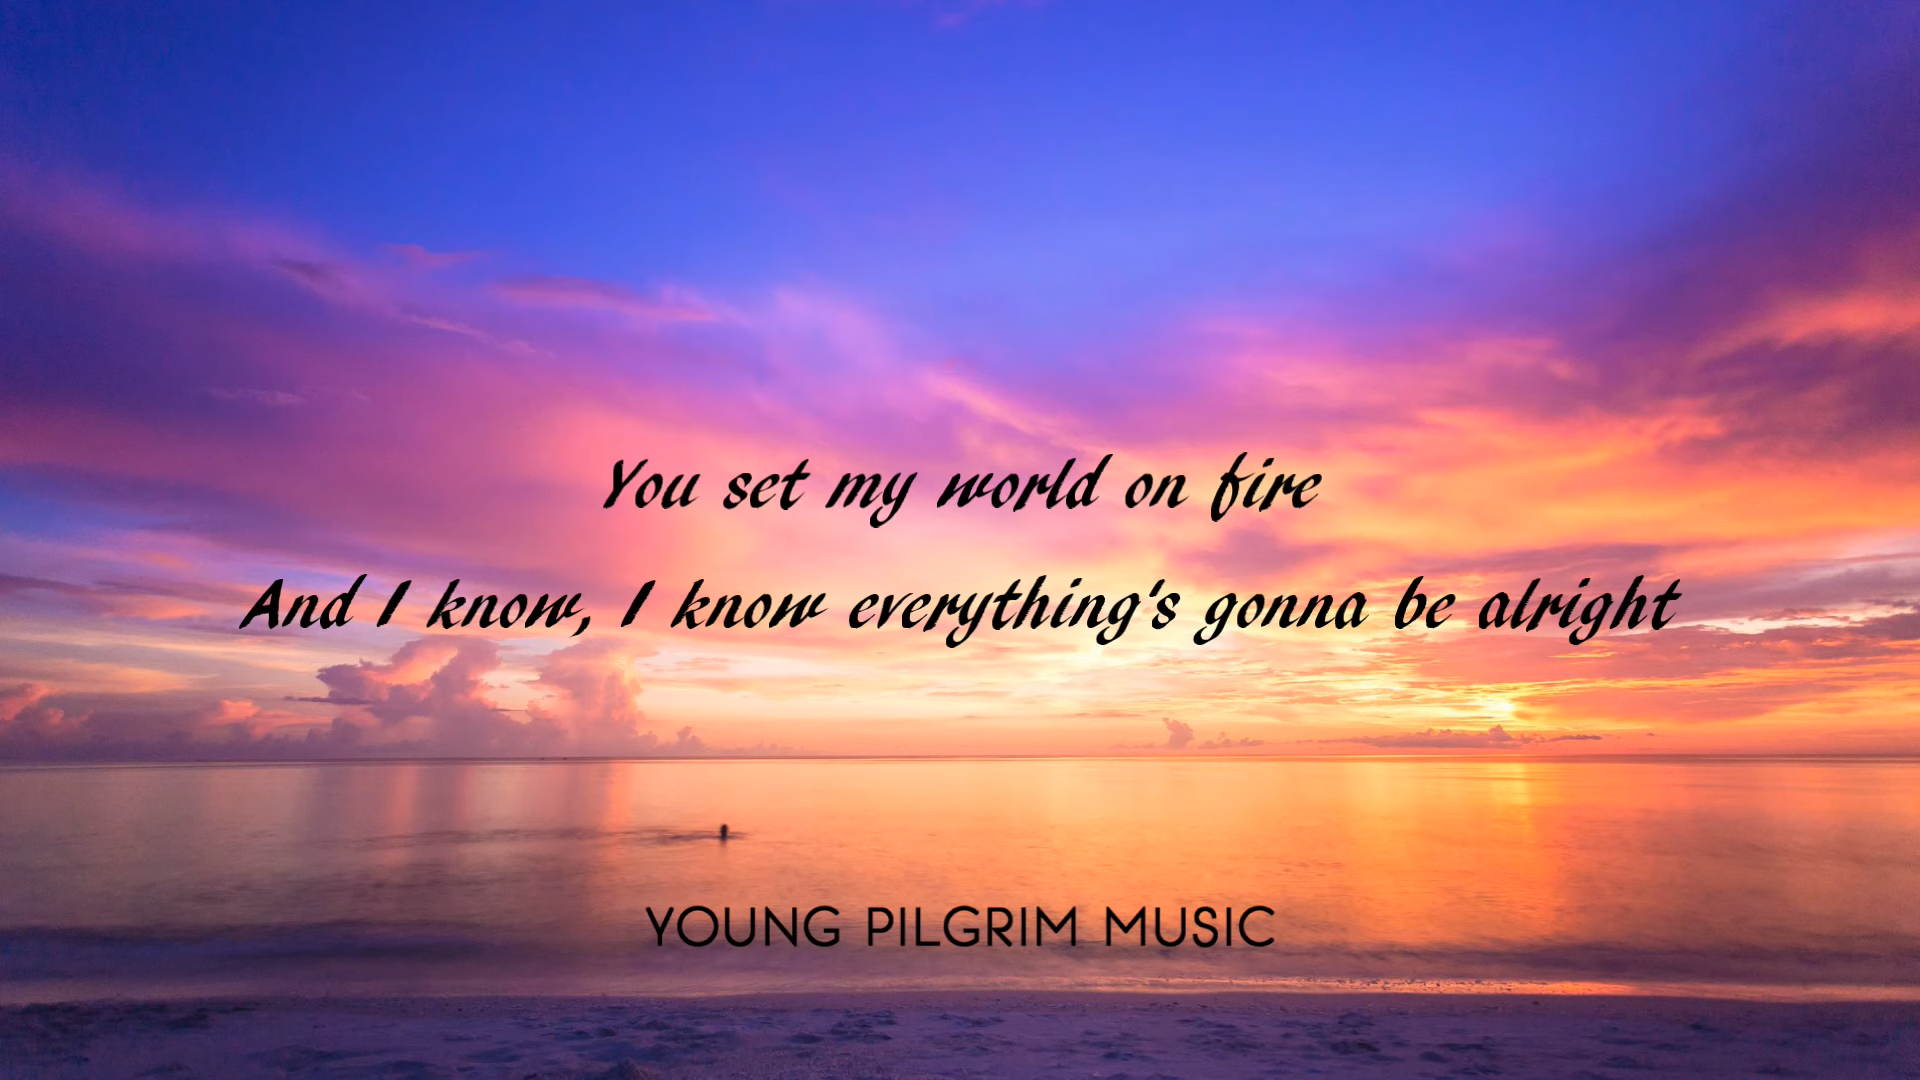 You set my world on fire
And I know, I know everything's gonna be alright
YOUNG PILGRIM MUSIC